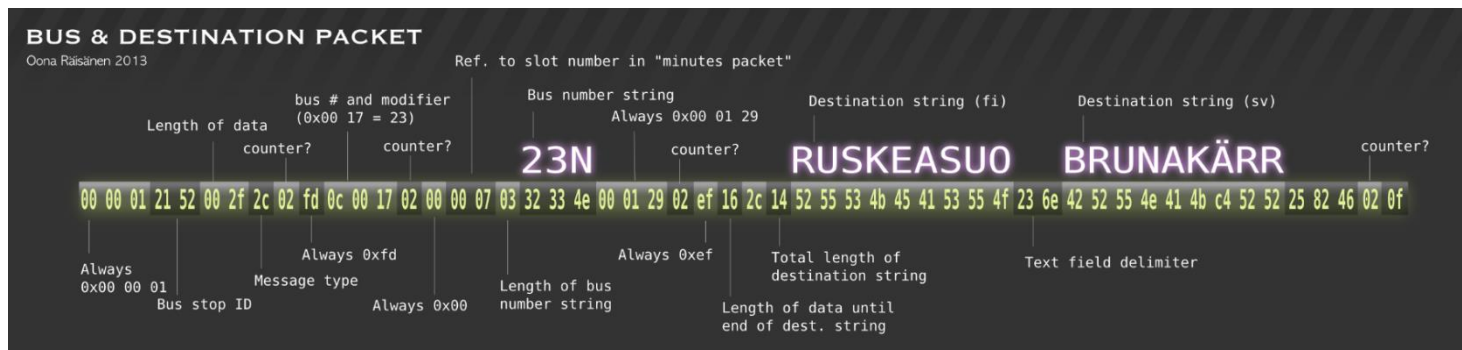 BUS & DESTINATION PACKET
Oona Räisänen 2013
Ref. to slot number in "minutes packet"
bus # and modifier
(0x00 17 = 23)
Bus number string
Destination string (fi)
Destination string (sv)
Length of data
Always 0x00 01 29
counter?
counter?
counter?
counter?
23N
RUSKEASUO
BRUNAKÄRR
00 00 01 21 52 00 2f 2c 02 fd 0c 00 17 02 00 00 07 03 32 33 4e 00 01 29 02 ef 16 2c 14 52 55 53 4b 45 41 53 55 4f 23 6e 42 52 55 4e 41 4b c4 52 52 25 82 46 02 0f
Always
0x00 00 01
Bus stop ID
Message type
Always 0xfd
Always 0x00
Length of bus
number string
Always 0xef
Length of data until
end of dest. string
Total length of
destination string
Text field delimiter